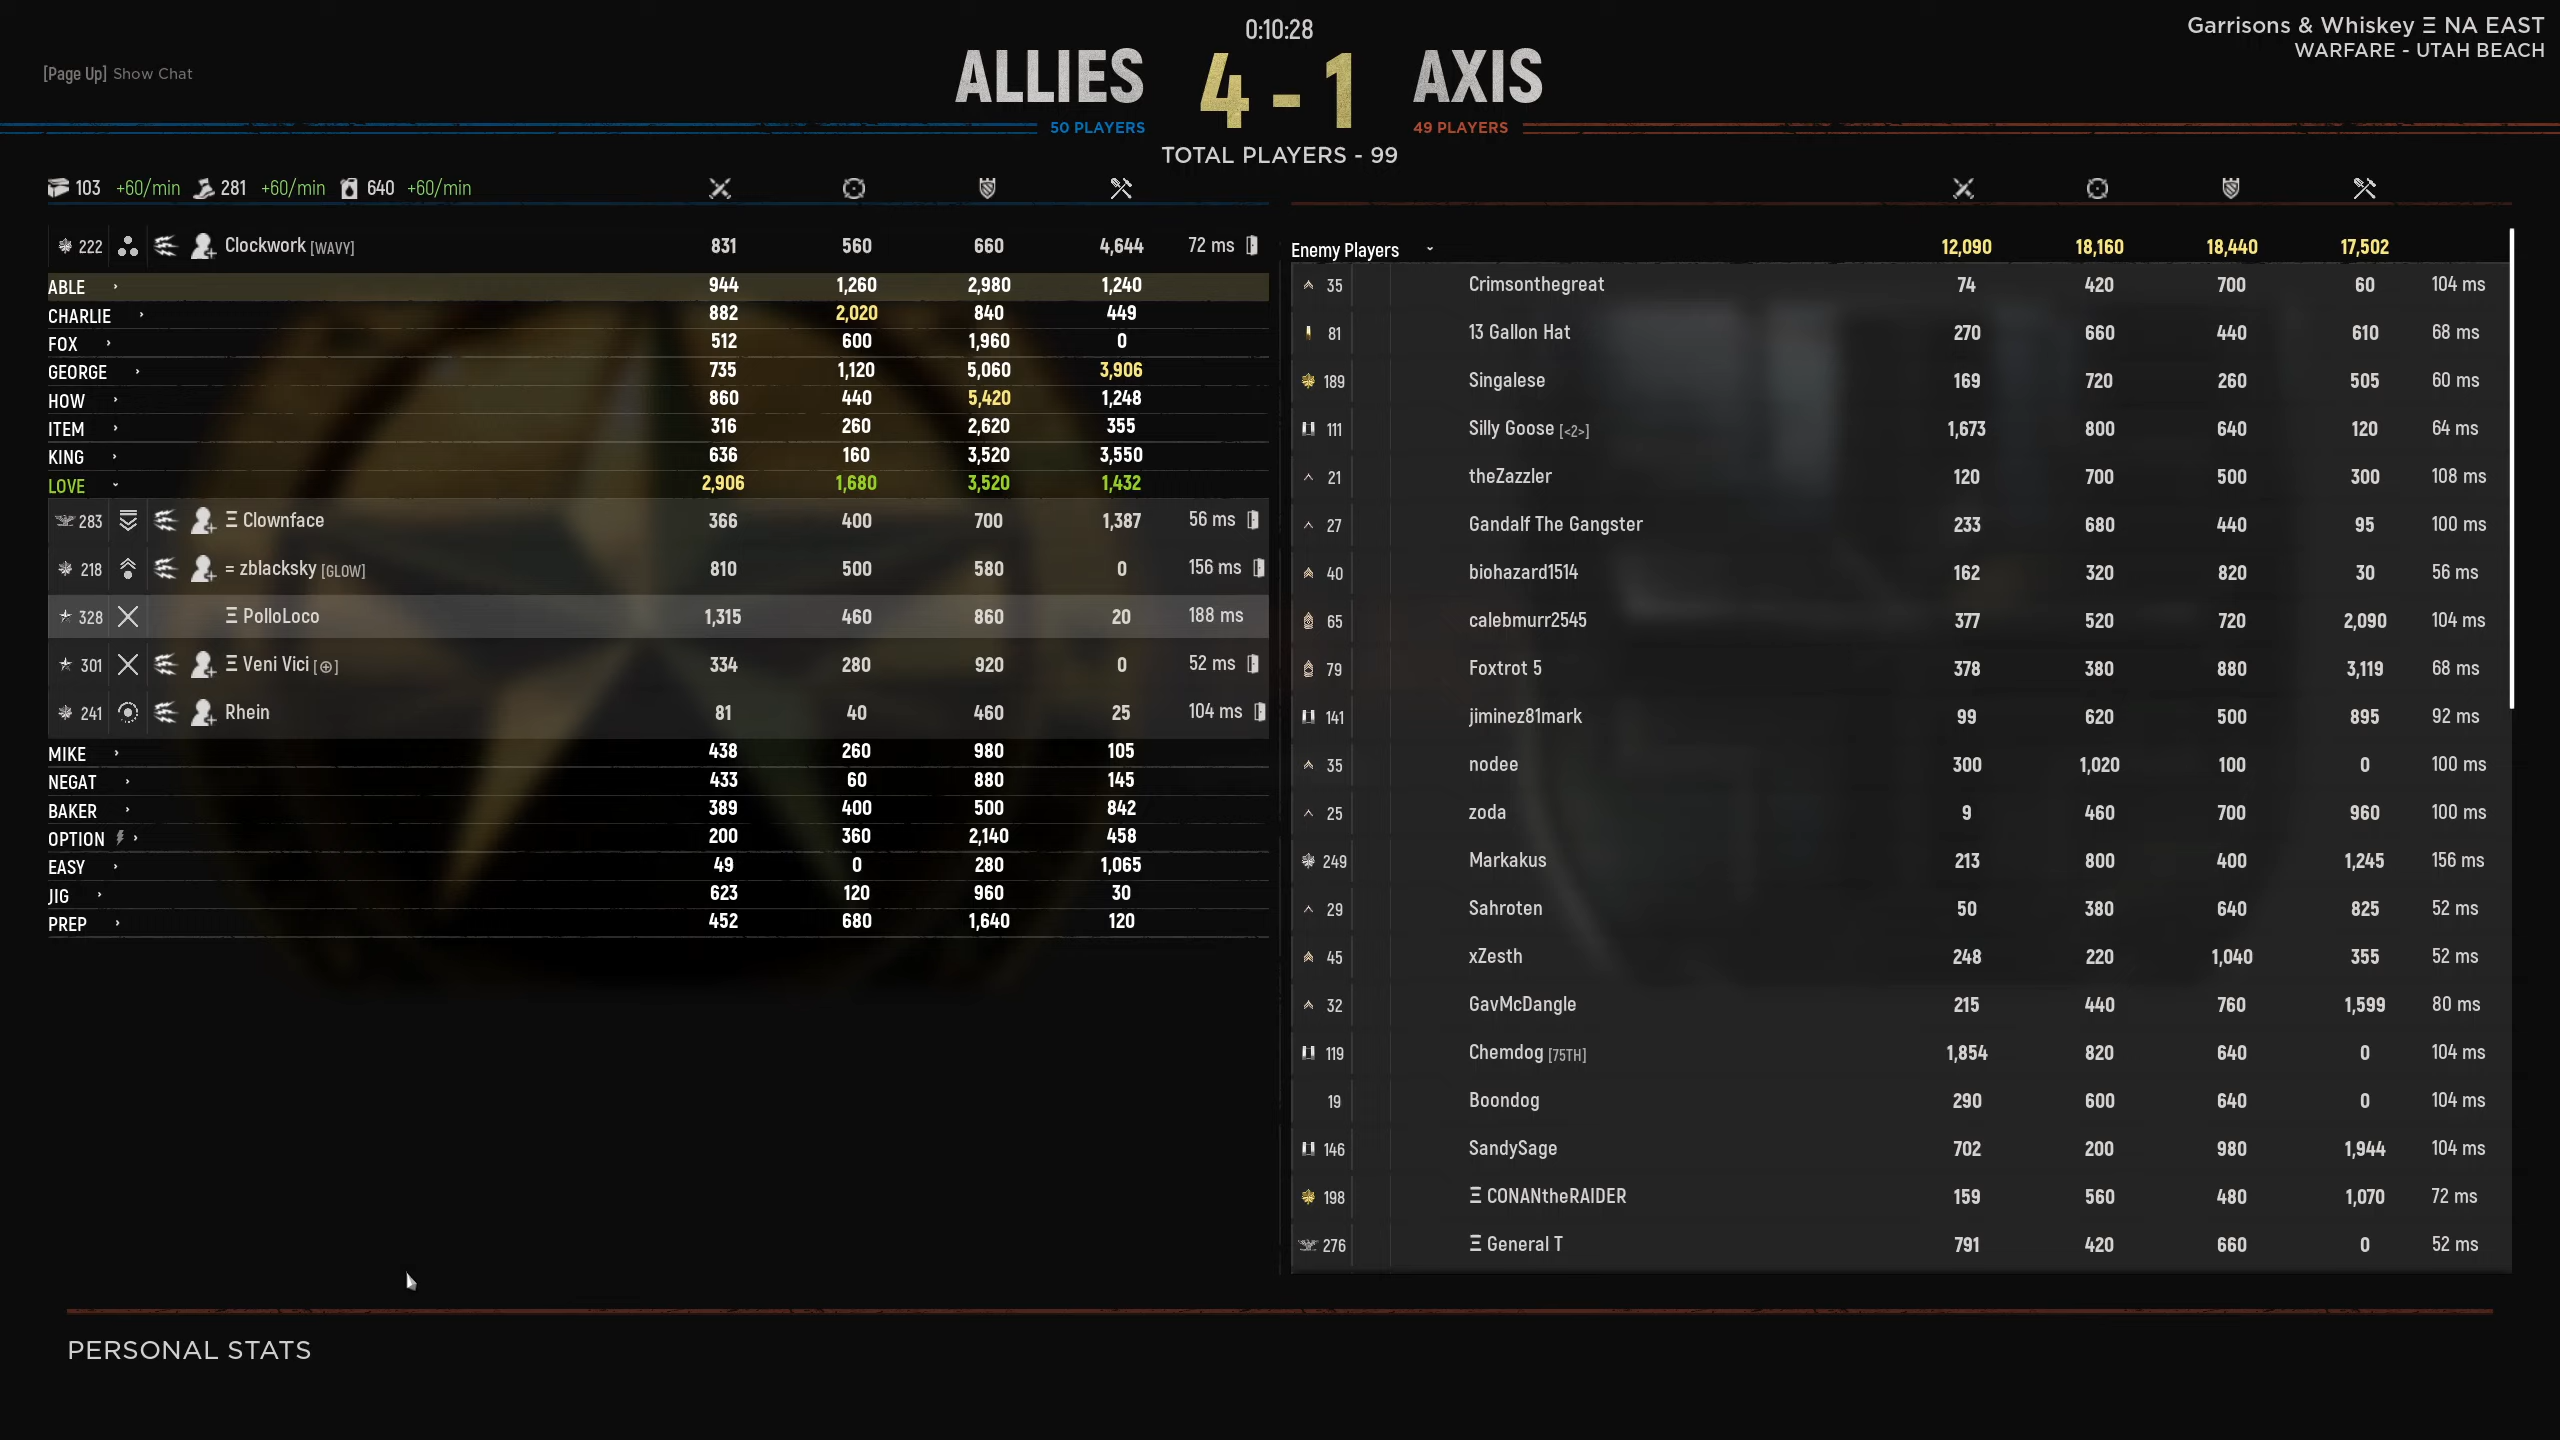 0:10:28
Garrisons & Whiskey Ξ NA EAST
WARFARE - UTAH BEACH
[Page Up] Show Chat
ALLIES 4 - 1 AXIS
50 PLAYERS
49 PLAYERS
TOTAL PLAYERS - 99
103 +60/min 281 +60/min 640 +60/min
222 Clockwork [WAVY] 831 560 660 4,644 72 ms
ABLE 944 1,260 2,980 1,240
CHARLIE 882 2,020 840 449
FOX 512 600 1,960 0
GEORGE 735 1,120 5,060 3,906
HOW 860 440 5,420 1,248
ITEM 316 260 2,620 355
KING 636 160 3,520 3,550
LOVE 2,906 1,680 3,520 1,432
283 Ξ Clownface 366 400 700 1,387 56 ms
218 = zblacksky [GLOW] 810 500 580 0 156 ms
328 Ξ PolloLoco 1,315 460 860 20 188 ms
301 Ξ Veni Vici [⊕] 334 280 920 0 52 ms
241 Rhein 81 40 460 25 104 ms
MIKE 438 260 980 105
NEGAT 433 60 880 145
BAKER 389 400 500 842
OPTION 200 360 2,140 458
EASY 49 0 280 1,065
JIG 623 120 960 30
PREP 452 680 1,640 120
Enemy Players 12,090 18,160 18,440 17,502
35 Crimsonthegreat 74 420 700 60 104 ms
81 13 Gallon Hat 270 660 440 610 68 ms
189 Singalese 169 720 260 505 60 ms
111 Silly Goose [<2>] 1,673 800 640 120 64 ms
21 theZazzler 120 700 500 300 108 ms
27 Gandalf The Gangster 233 680 440 95 100 ms
40 biohazard1514 162 320 820 30 56 ms
65 calebmurr2545 377 520 720 2,090 104 ms
79 Foxtrot 5 378 380 880 3,119 68 ms
141 jiminez81mark 99 620 500 895 92 ms
35 nodee 300 1,020 100 0 100 ms
25 zoda 9 460 700 960 100 ms
249 Markakus 213 800 400 1,245 156 ms
29 Sahroten 50 380 640 825 52 ms
45 xZesth 248 220 1,040 355 52 ms
32 GavMcDangle 215 440 760 1,599 80 ms
119 Chemdog [75TH] 1,854 820 640 0 104 ms
19 Boondog 290 600 640 0 104 ms
146 SandySage 702 200 980 1,944 104 ms
198 Ξ CONANtheRAIDER 159 560 480 1,070 72 ms
276 Ξ General T 791 420 660 0 52 ms
PERSONAL STATS